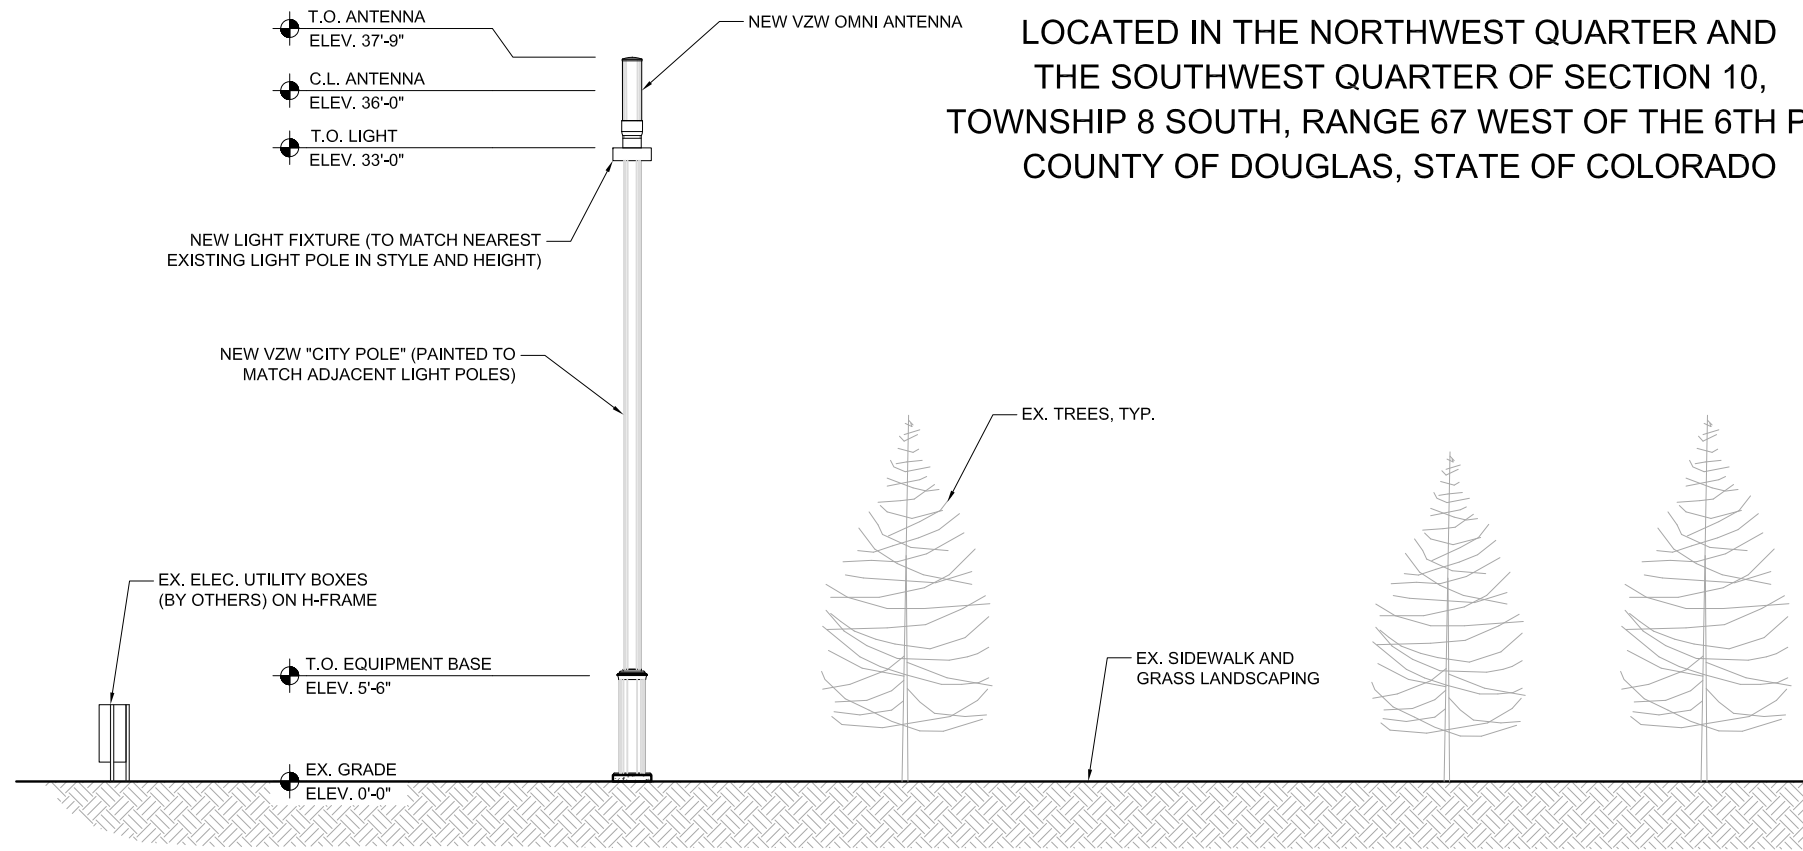 T.O. ANTENNA
ELEV. 37'-9"
C.L. ANTENNA
ELEV. 36'-0"
T.O. LIGHT
ELEV. 33'-0"
NEW VZW OMNI ANTENNA
LOCATED IN THE NORTHWEST QUARTER AND
THE SOUTHWEST QUARTER OF SECTION 10,
TOWNSHIP 8 SOUTH, RANGE 67 WEST OF THE 6TH P
COUNTY OF DOUGLAS, STATE OF COLORADO
NEW LIGHT FIXTURE (TO MATCH NEAREST
EXISTING LIGHT POLE IN STYLE AND HEIGHT)
NEW VZW "CITY POLE" (PAINTED TO
MATCH ADJACENT LIGHT POLES)
EX. TREES, TYP.
EX. ELEC. UTILITY BOXES
(BY OTHERS) ON H-FRAME
T.O. EQUIPMENT BASE
ELEV. 5'-6"
EX. SIDEWALK AND
GRASS LANDSCAPING
EX. GRADE
ELEV. 0'-0"